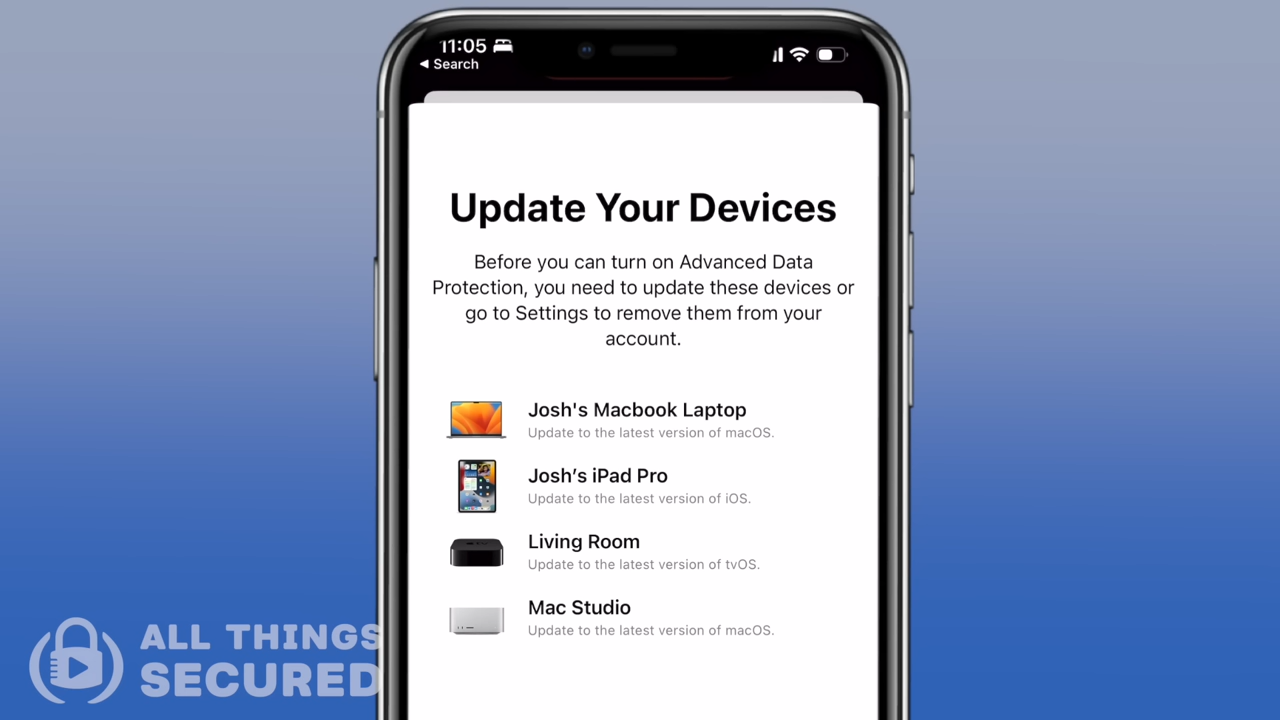 11:05
◀ Search
Update Your Devices
Before you can turn on Advanced Data
Protection, you need to update these devices or
go to Settings to remove them from your
account.
Josh's Macbook Laptop
Update to the latest version of macOS.
Josh’s iPad Pro
Update to the latest version of iOS.
Living Room
Update to the latest version of tvOS.
Mac Studio
Update to the latest version of macOS.
ALL THINGS
SECURED